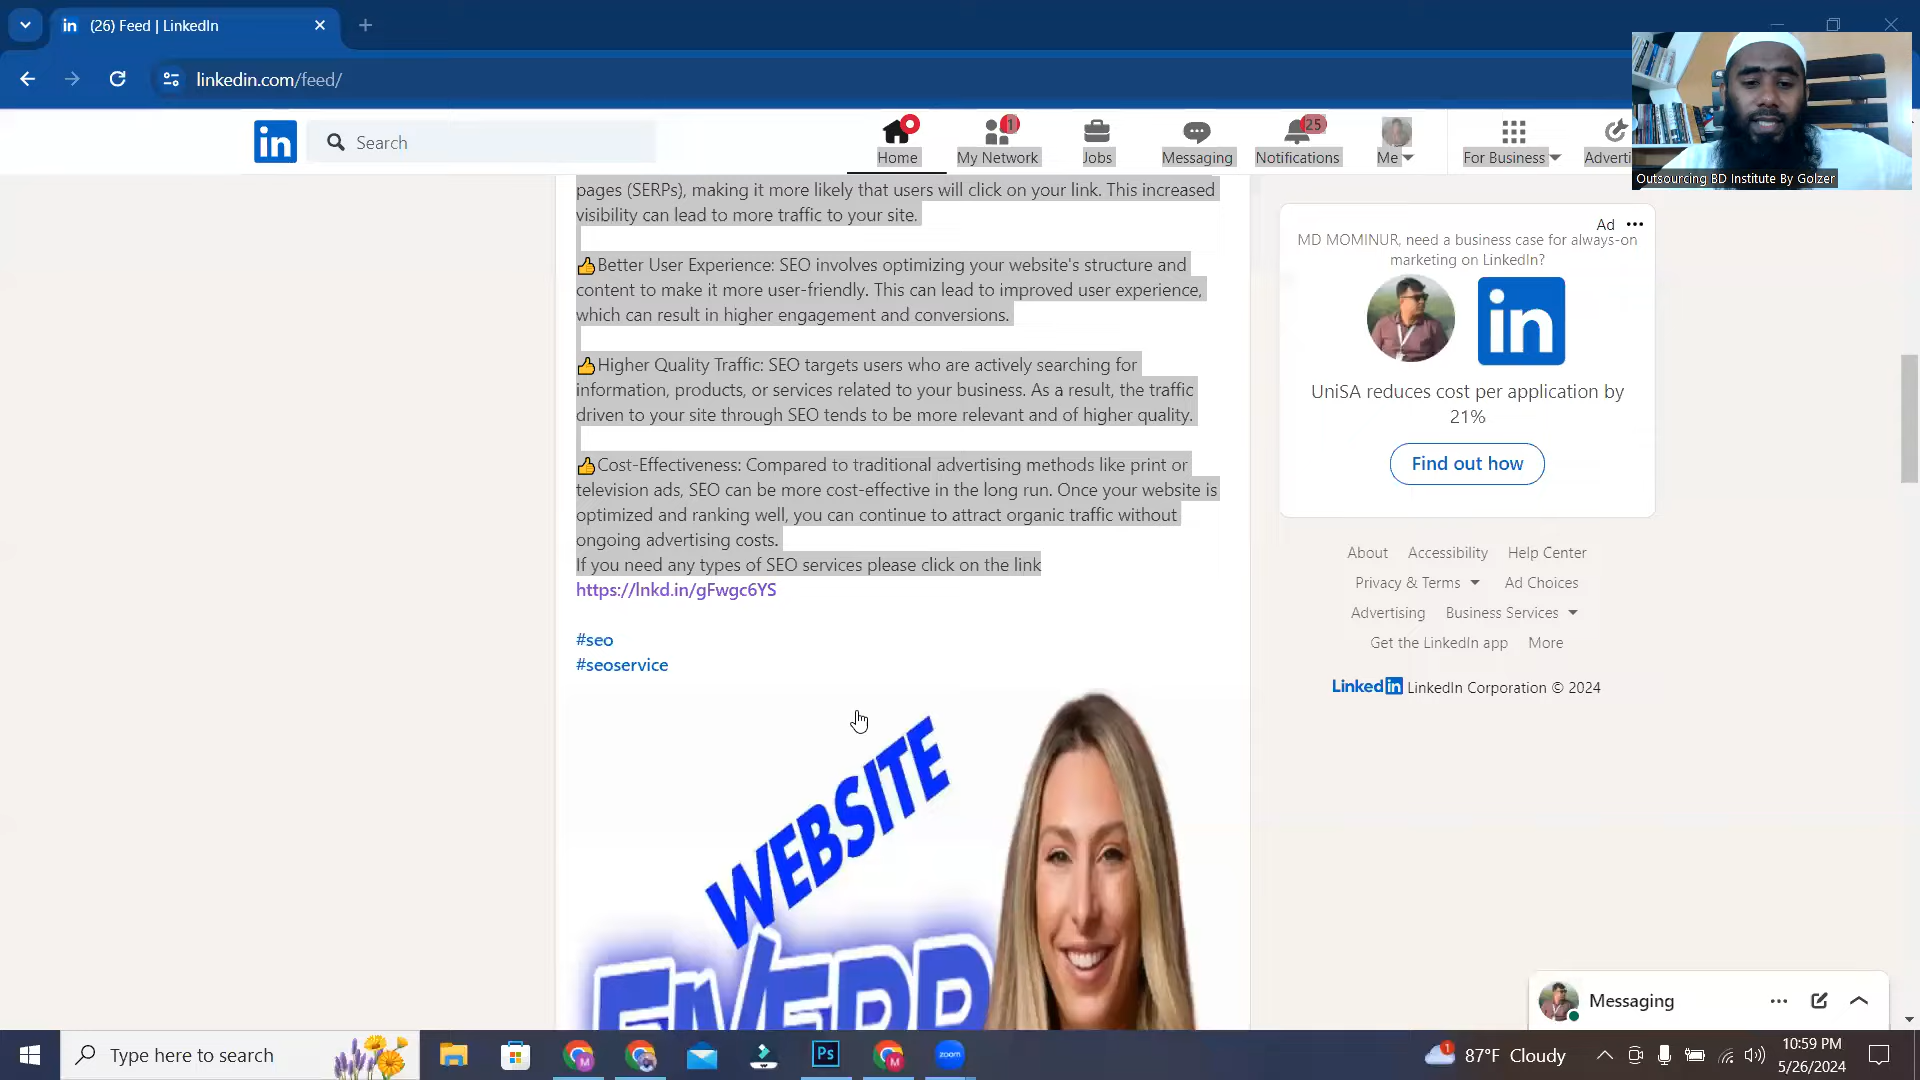 (26) Feed | LinkedIn
linkedin.com/feed/
in
Search
Home
My Network
1
Jobs
Messaging
Notifications
25
Me
For Business
Adverti
Outsourcing BD Institute By Golzer
pages (SERPs), making it more likely that users will click on your link. This increased
visibility can lead to more traffic to your site.
👍Better User Experience: SEO involves optimizing your website's structure and
content to make it more user-friendly. This can lead to improved user experience,
which can result in higher engagement and conversions.
👍Higher Quality Traffic: SEO targets users who are actively searching for
information, products, or services related to your business. As a result, the traffic
driven to your site through SEO tends to be more relevant and of higher quality.
👍Cost-Effectiveness: Compared to traditional advertising methods like print or
television ads, SEO can be more cost-effective in the long run. Once your website is
optimized and ranking well, you can continue to attract organic traffic without
ongoing advertising costs.
If you need any types of SEO services please click on the link
https://lnkd.in/gFwgc6YS
#seo
#seoservice
WEBSITE
Ad
MD MOMINUR, need a business case for always-on
marketing on LinkedIn?
in
UniSA reduces cost per application by
21%
Find out how
About Accessibility Help Center
Privacy & Terms Ad Choices
Advertising Business Services
Get the LinkedIn app More
LinkedIn LinkedIn Corporation © 2024
Messaging
Type here to search
Ps
zoom
1
87°F Cloudy
10:59 PM
5/26/2024